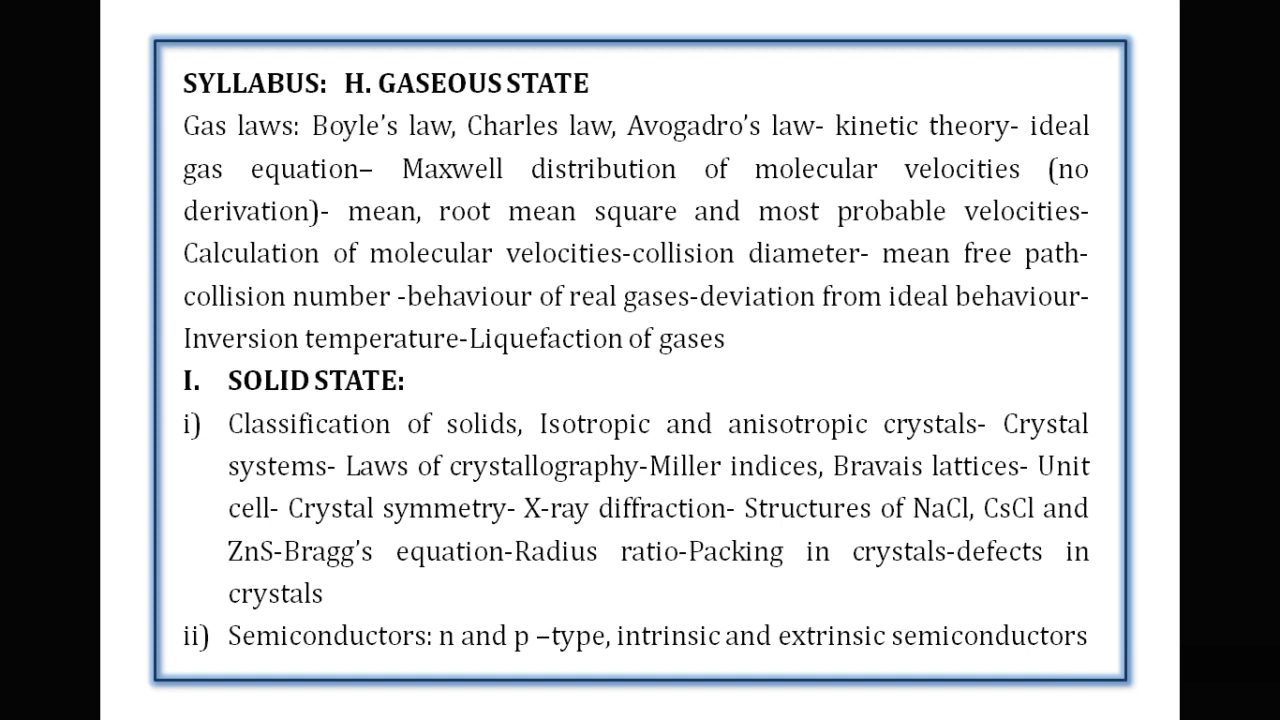 SYLLABUS: H. GASEOUS STATE
Gas laws: Boyle’s law, Charles law, Avogadro’s law- kinetic theory- ideal
gas equation– Maxwell distribution of molecular velocities (no
derivation)- mean, root mean square and most probable velocities-
Calculation of molecular velocities-collision diameter- mean free path-
collision number -behaviour of real gases-deviation from ideal behaviour-
Inversion temperature-Liquefaction of gases
I. SOLID STATE:
i) Classification of solids, Isotropic and anisotropic crystals- Crystal
systems- Laws of crystallography-Miller indices, Bravais lattices- Unit
cell- Crystal symmetry- X-ray diffraction- Structures of NaCl, CsCl and
ZnS-Bragg’s equation-Radius ratio-Packing in crystals-defects in
crystals
ii) Semiconductors: n and p –type, intrinsic and extrinsic semiconductors